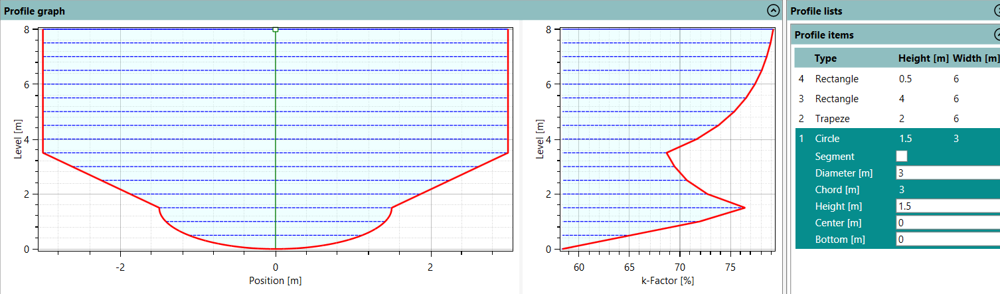 Profile graph
8
6
4
2
0
Level [m]
-2 0 2
Position [m]
8
6
4
2
0
Level [m]
60 65 70 75
k-Factor [%]
Profile lists
Profile items
Type Height [m] Width [m]
4 Rectangle 0.5 6
3 Rectangle 4 6
2 Trapeze 2 6
1 Circle 1.5 3
Segment
Diameter [m] 3
Chord [m] 3
Height [m] 1.5
Center [m] 0
Bottom [m] 0